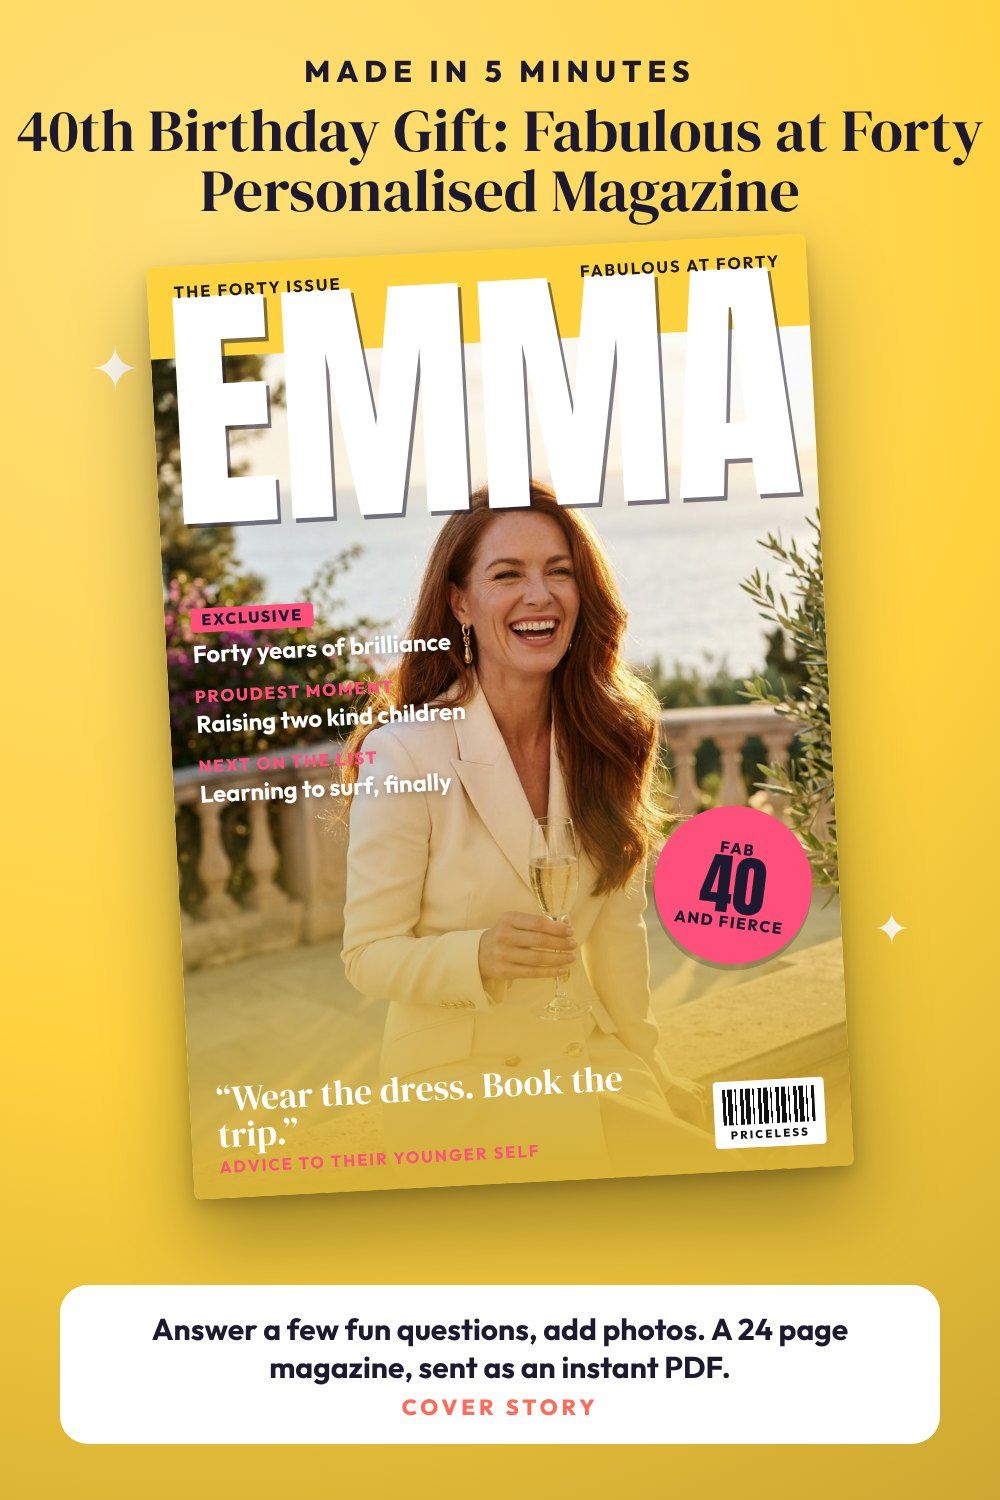 MADE IN 5 MINUTES
40th Birthday Gift: Fabulous at Forty
Personalised Magazine
THE FORTY ISSUE
FABULOUS AT FORTY
EMMA
EXCLUSIVE
Forty years of brilliance
PROUDEST MOMENT
Raising two kind children
NEXT ON THE LIST
Learning to surf, finally
FAB
40
AND FIERCE
“Wear the dress. Book the
trip.”
ADVICE TO THEIR YOUNGER SELF
PRICELESS
Answer a few fun questions, add photos. A 24 page
magazine, sent as an instant PDF.
COVER STORY